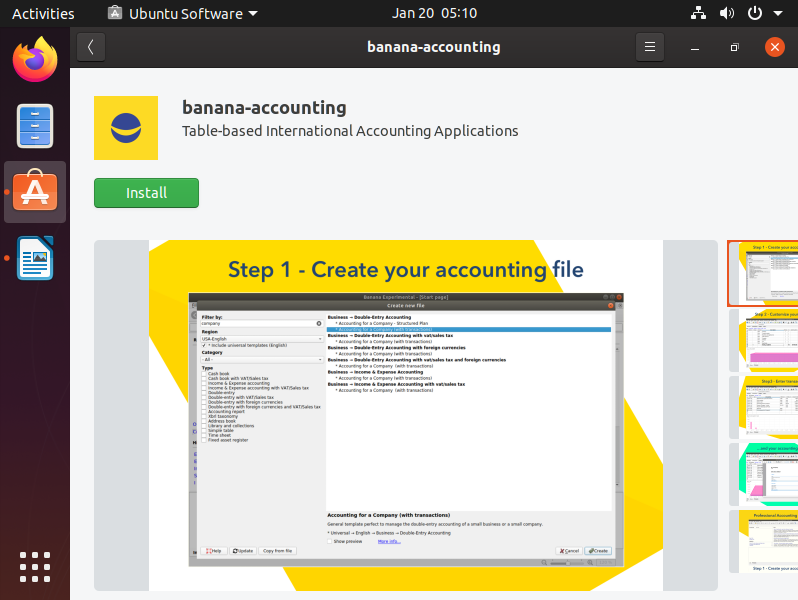 Activities
Ubuntu Software
Jan 20 05:10
banana-accounting
banana-accounting
Table-based International Accounting Applications
Install
Step 1 - Create your accounting file
Banana Experimental - [Start page]
Create new file
Filter by:
company
Region
USA-English
* Include universal templates (English)
Category
- All -
Type
Cash book
Cash book with VAT/Sales tax
Income & Expense accounting
Income & Expense accounting with VAT/Sales tax
Double-entry
Double-entry with VAT/Sales tax
Double-entry with foreign currencies
Double-entry with foreign currencies and VAT/Sales tax
Accounting report
Xbrl taxonomy
Address book
Library and collections
Simple table
Time sheet
Fixed asset register
Business -- Double-Entry Accounting
* Accounting for a Company - Structured Plan
* Accounting for a Company (with transactions)
Business -- Double-Entry Accounting with vat/sales tax
* Accounting for a Company (with transactions)
Business -- Double-Entry Accounting with foreign currencies
* Accounting for a Company (with transactions)
Business -- Double-Entry Accounting with vat/sales tax and foreign currencies
* Accounting for a Company (with transactions)
Business -- Income & Expense Accounting
* Accounting for a Company (with transactions)
Business -- Income & Expense Accounting with vat/sales tax
* Accounting for a Company (with transactions)
Accounting for a Company (with transactions)
General template perfect to manage the double-entry accounting of a small business or a small company.
* Universal -> English -> Business -> Double-Entry Accounting
Show preview
More info...
Help
Update
Copy from file
Cancel
Create
Step 1 - Create your acco
Step 2 - Customize your
Step3 - Enter transa
... and your accounting
Professional Accounting
Step 1 - Create your acco